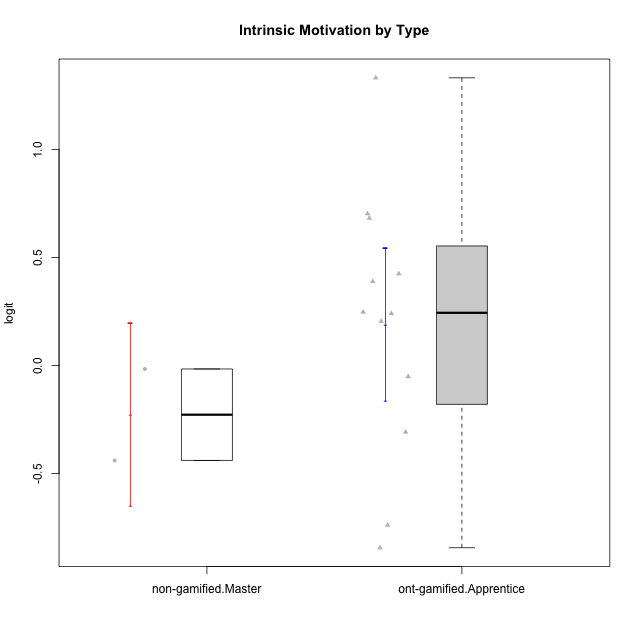 Intrinsic Motivation by Type
logit
1.0
0.5
0.0
-0.5
non-gamified.Master
ont-gamified.Apprentice